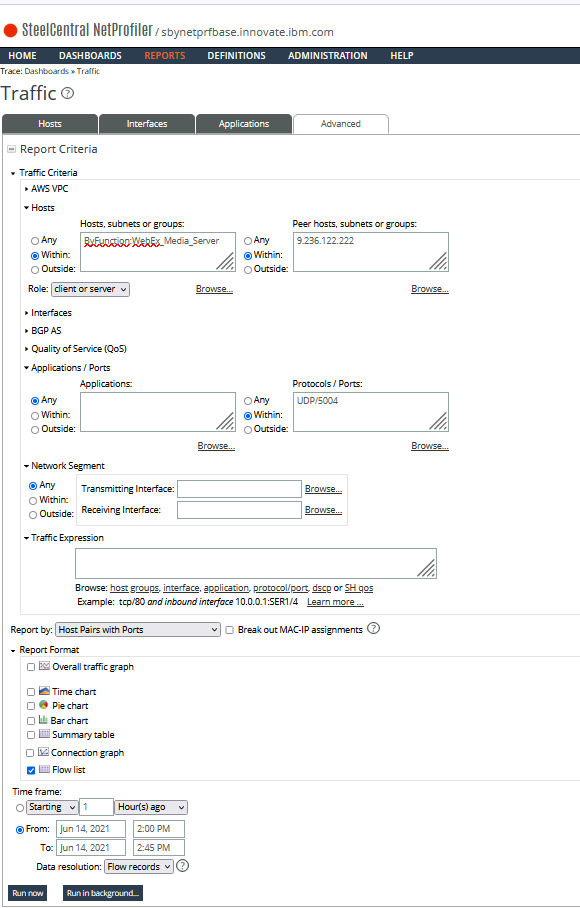 SteelCentral NetProfiler / sbynetprfbase.innovate.ibm.com
HOME DASHBOARDS REPORTS DEFINITIONS ADMINISTRATION HELP
Trace: Dashboards » Traffic
Traffic ?
Hosts Interfaces Applications Advanced
Report Criteria
Traffic Criteria
AWS VPC
Hosts
Hosts, subnets or groups: Peer hosts, subnets or groups:
Any ByFunction:WebEx_Media_Server Any 9.236.122.222
Within: Within:
Outside: Outside:
Role: client or server Browse... Browse...
Interfaces
BGP AS
Quality of Service (QoS)
Applications / Ports
Applications: Protocols / Ports:
Any Any UDP/5004
Within: Within:
Outside: Outside:
Browse... Browse...
Network Segment
Any Transmitting Interface: Browse...
Within:
Outside: Receiving Interface: Browse...
Traffic Expression
Browse: host groups, interface, application, protocol/port, dscp or SH qos
Example: tcp/80 and inbound interface 10.0.0.1:SER1/4 Learn more ...
Report by: Host Pairs with Ports Break out MAC-IP assignments ?
Report Format
Overall traffic graph
Time chart
Pie chart
Bar chart
Summary table
Connection graph
Flow list
Time frame:
Starting 1 Hour(s) ago
From: Jun 14, 2021 2:00 PM
To: Jun 14, 2021 2:45 PM
Data resolution: Flow records ?
Run now Run in background...